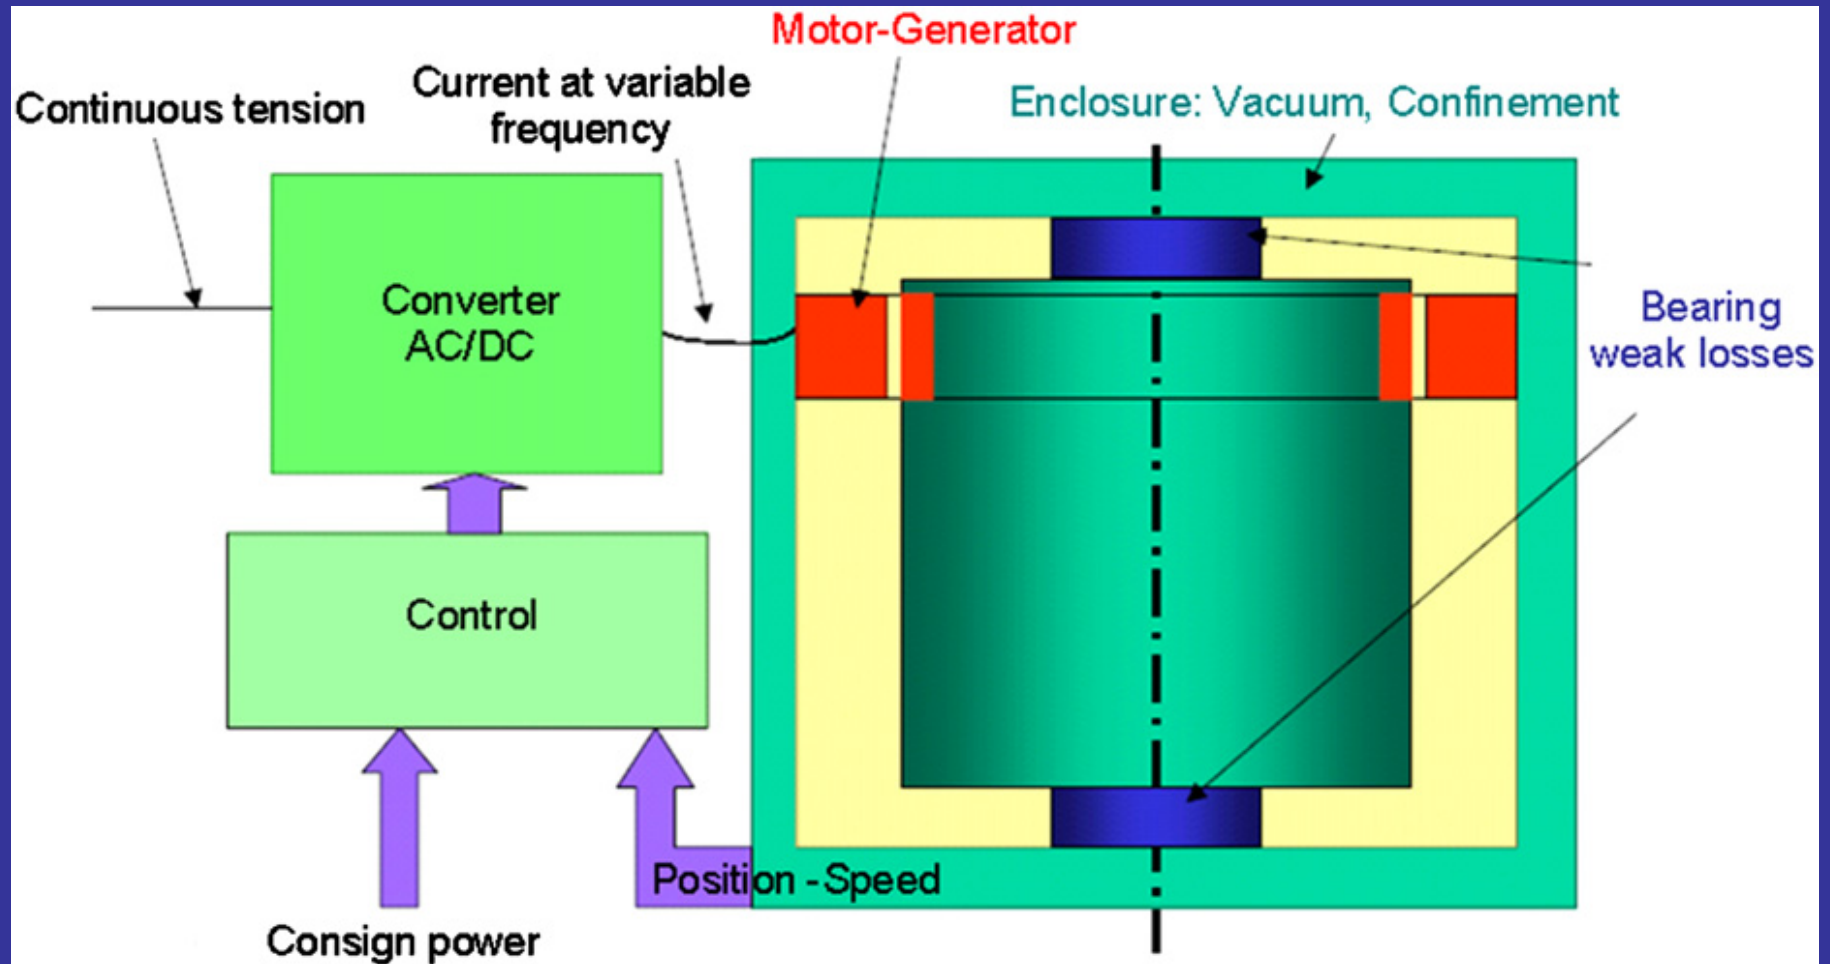 Motor-Generator
Continuous tension
Current at variable
frequency
Enclosure: Vacuum, Confinement
Converter
AC/DC
Bearing
weak losses
Control
Position -Speed
Consign power